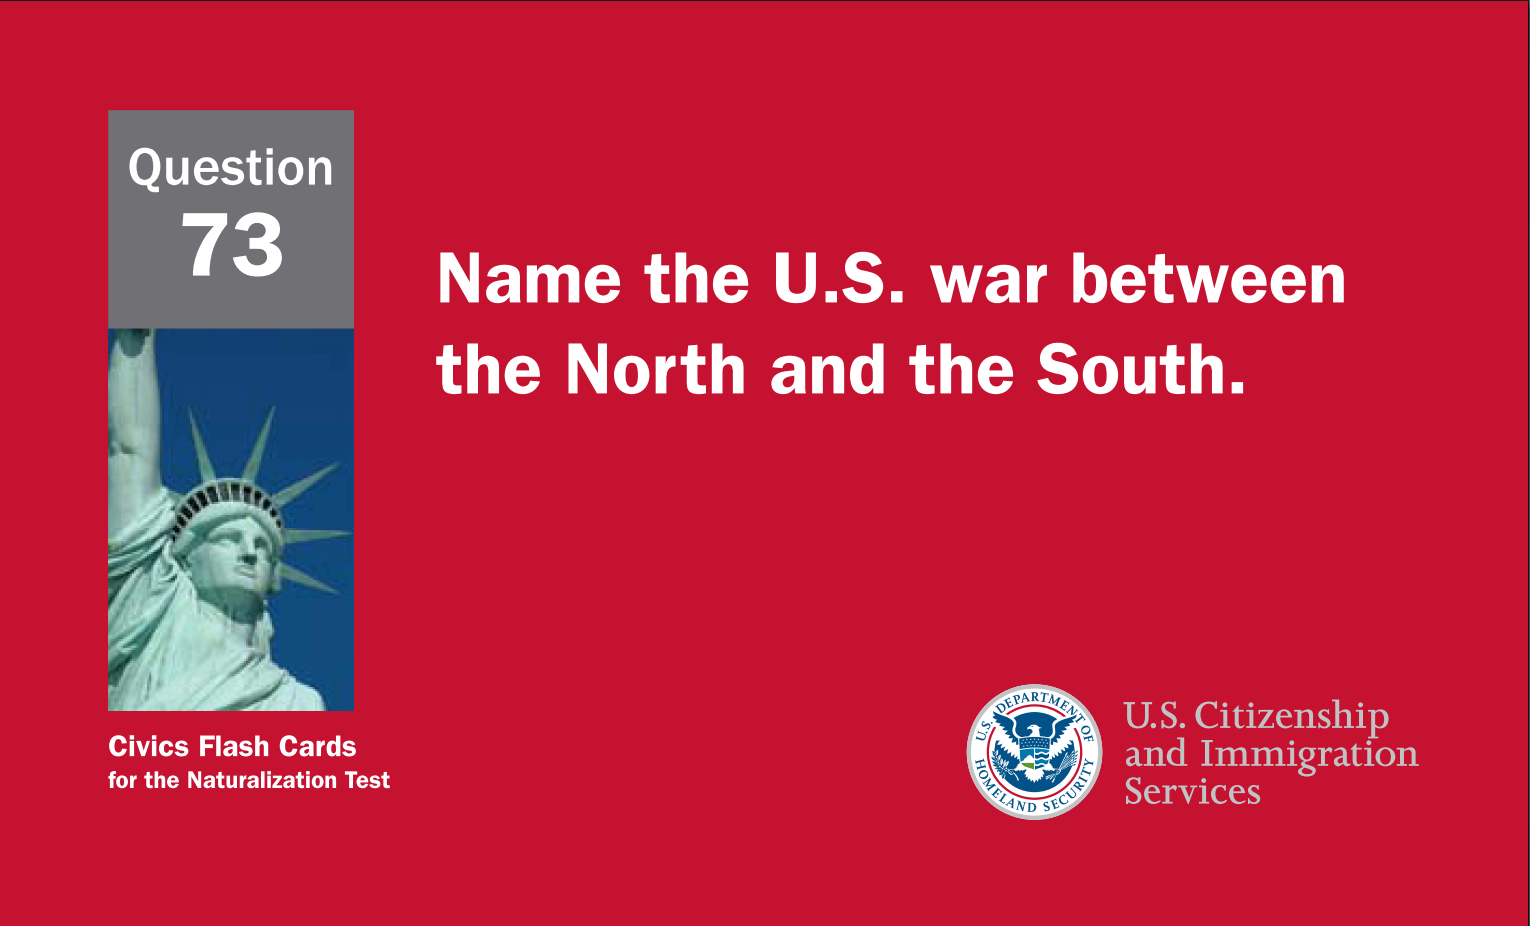 Question
73
Name the U.S. war between
the North and the South.
Civics Flash Cards
for the Naturalization Test
U.S. DEPARTMENT OF
HOMELAND SECURITY
U.S. Citizenship
and Immigration
Services